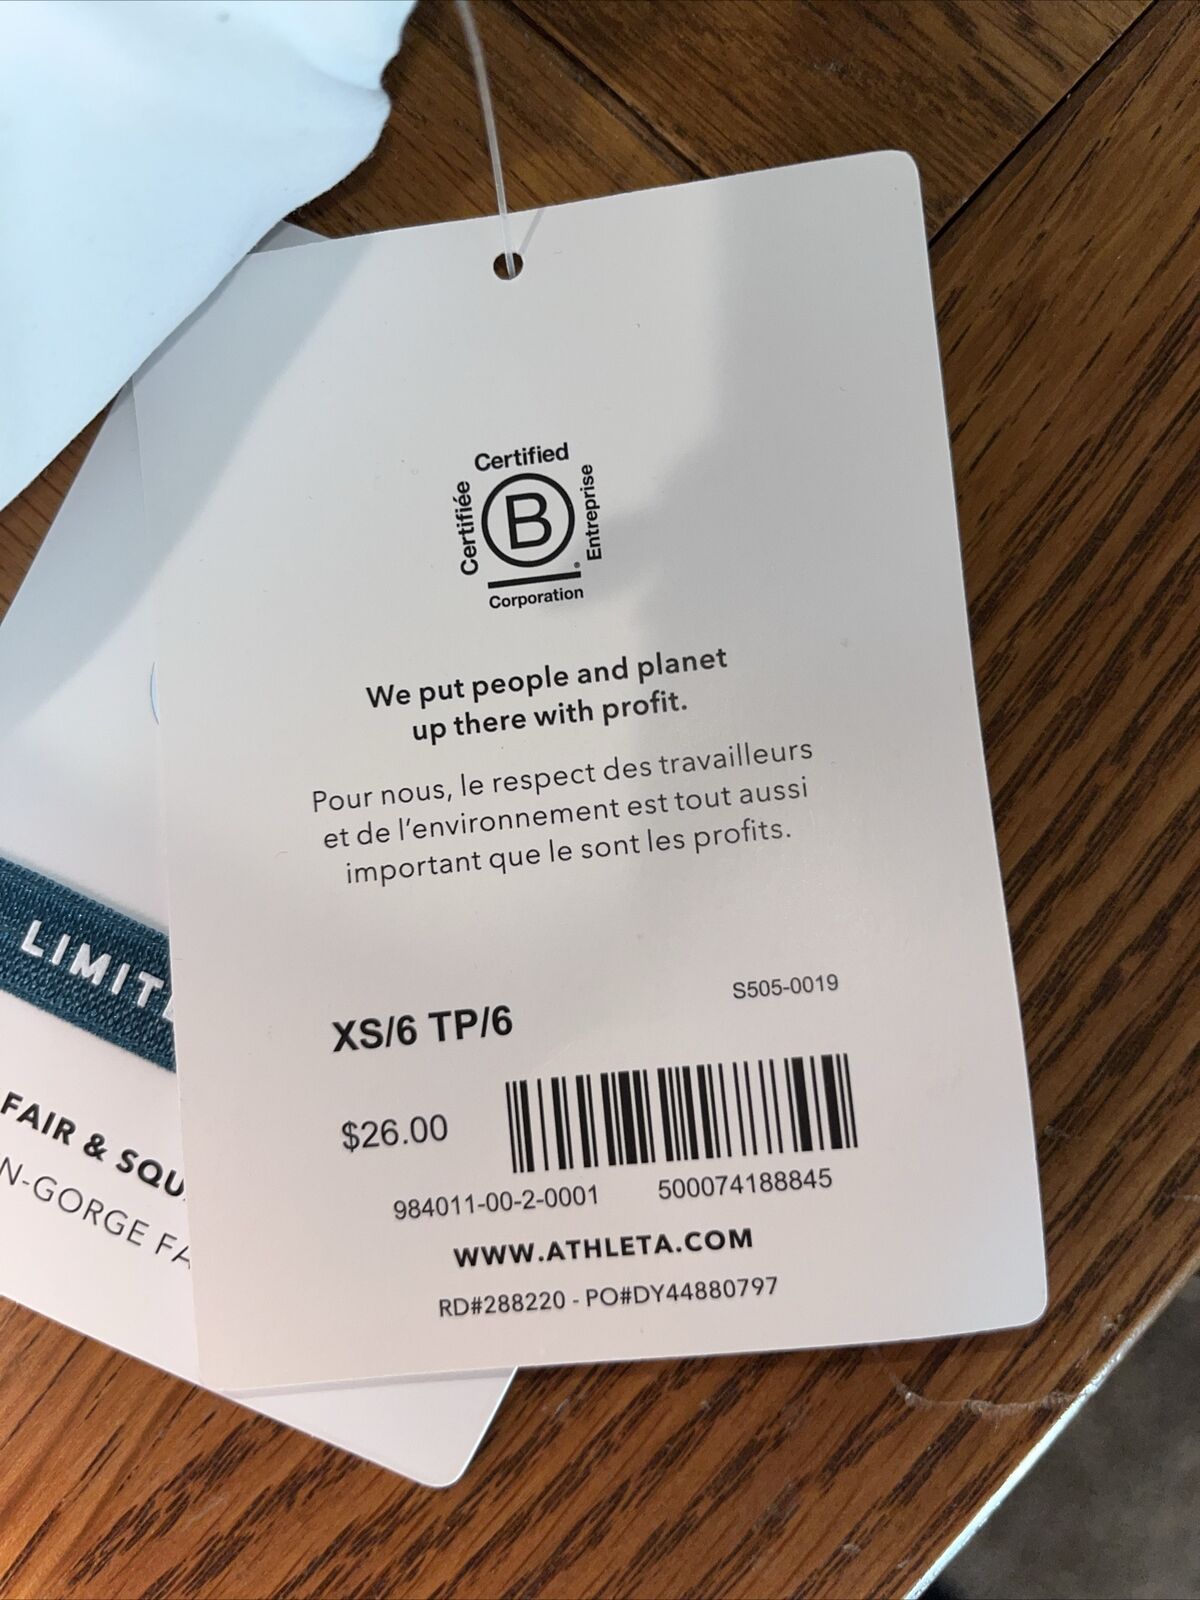 Certified
Certifiée
B
Entreprise
Corporation
We put people and planet
up there with profit.
Pour nous, le respect des travailleurs
et de l'environnement est tout aussi
important que le sont les profits.
S505-0019
XS/6 TP/6
$26.00
984011-00-2-0001 500074188845
WWW.ATHLETA.COM
RD#288220 - PO#DY44880797
FAIR &